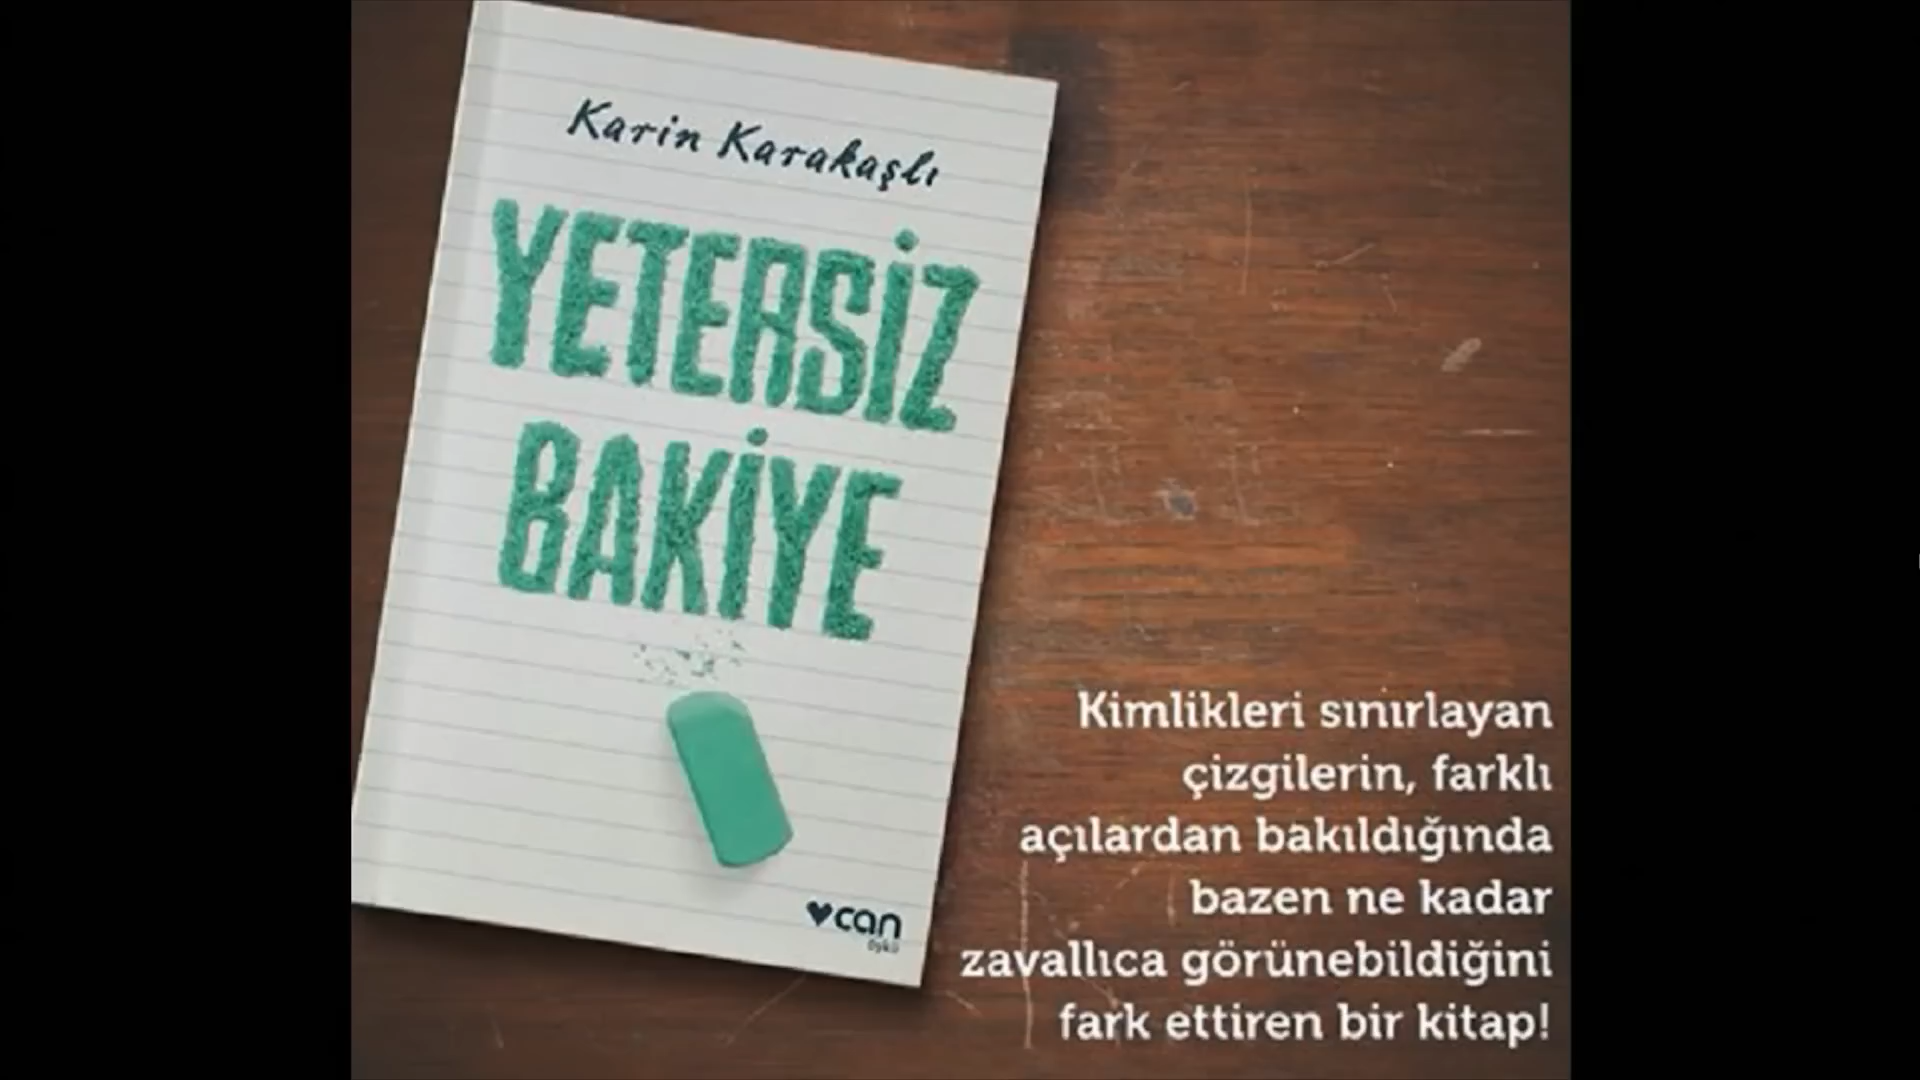 Karin Karakaşlı
YETERSİZ
BAKİYE
can
öykü
Kimlikleri sınırlayan
çizgilerin, farklı
açılardan bakıldığında
bazen ne kadar
zavallıca görünebildiğini
fark ettiren bir kitap!